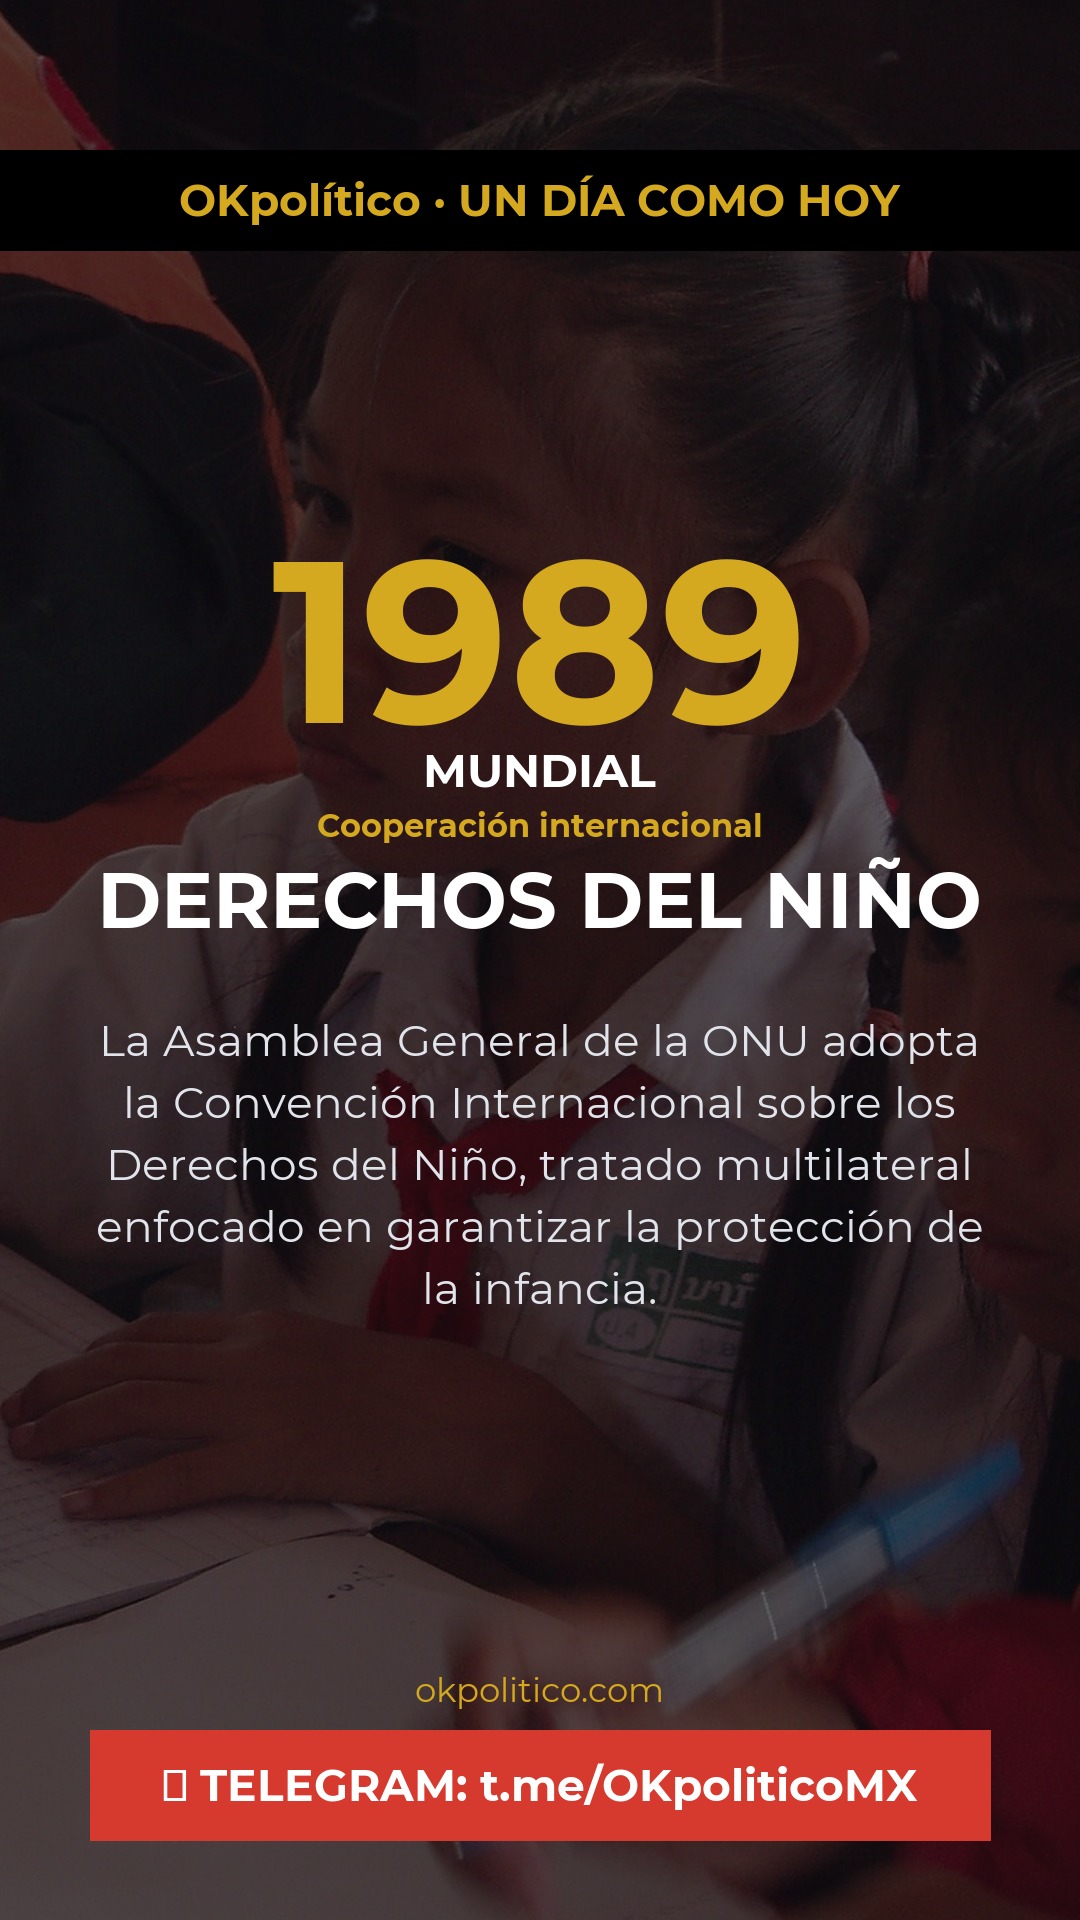 OKpolítico · UN DÍA COMO HOY
1989
MUNDIAL
Cooperación internacional
DERECHOS DEL NIÑO
La Asamblea General de la ONU adopta
la Convención Internacional sobre los
Derechos del Niño, tratado multilateral
enfocado en garantizar la protección de
la infancia.
okpolitico.com
TELEGRAM: t.me/OKpoliticoMX